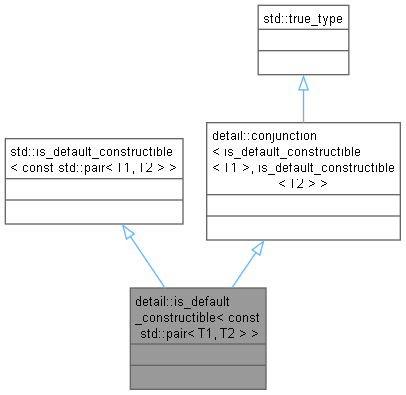 std::true_type
detail::conjunction
< is_default_constructible
< T1 >, is_default_constructible
< T2 > >
std::is_default_constructible
< const std::pair< T1, T2 > >
detail::is_default
_constructible< const
std::pair< T1, T2 > >